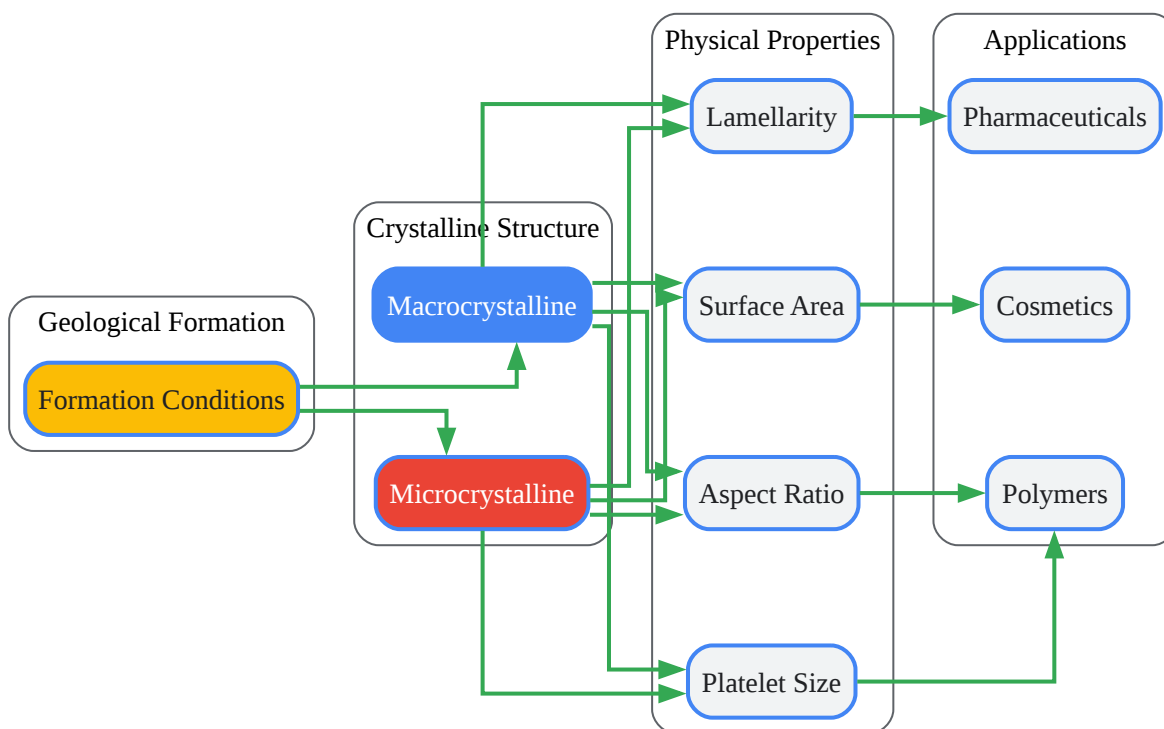 Geological Formation
Formation Conditions
Crystalline Structure
Macrocrystalline
Microcrystalline
Physical Properties
Lamellarity
Surface Area
Aspect Ratio
Platelet Size
Applications
Pharmaceuticals
Cosmetics
Polymers